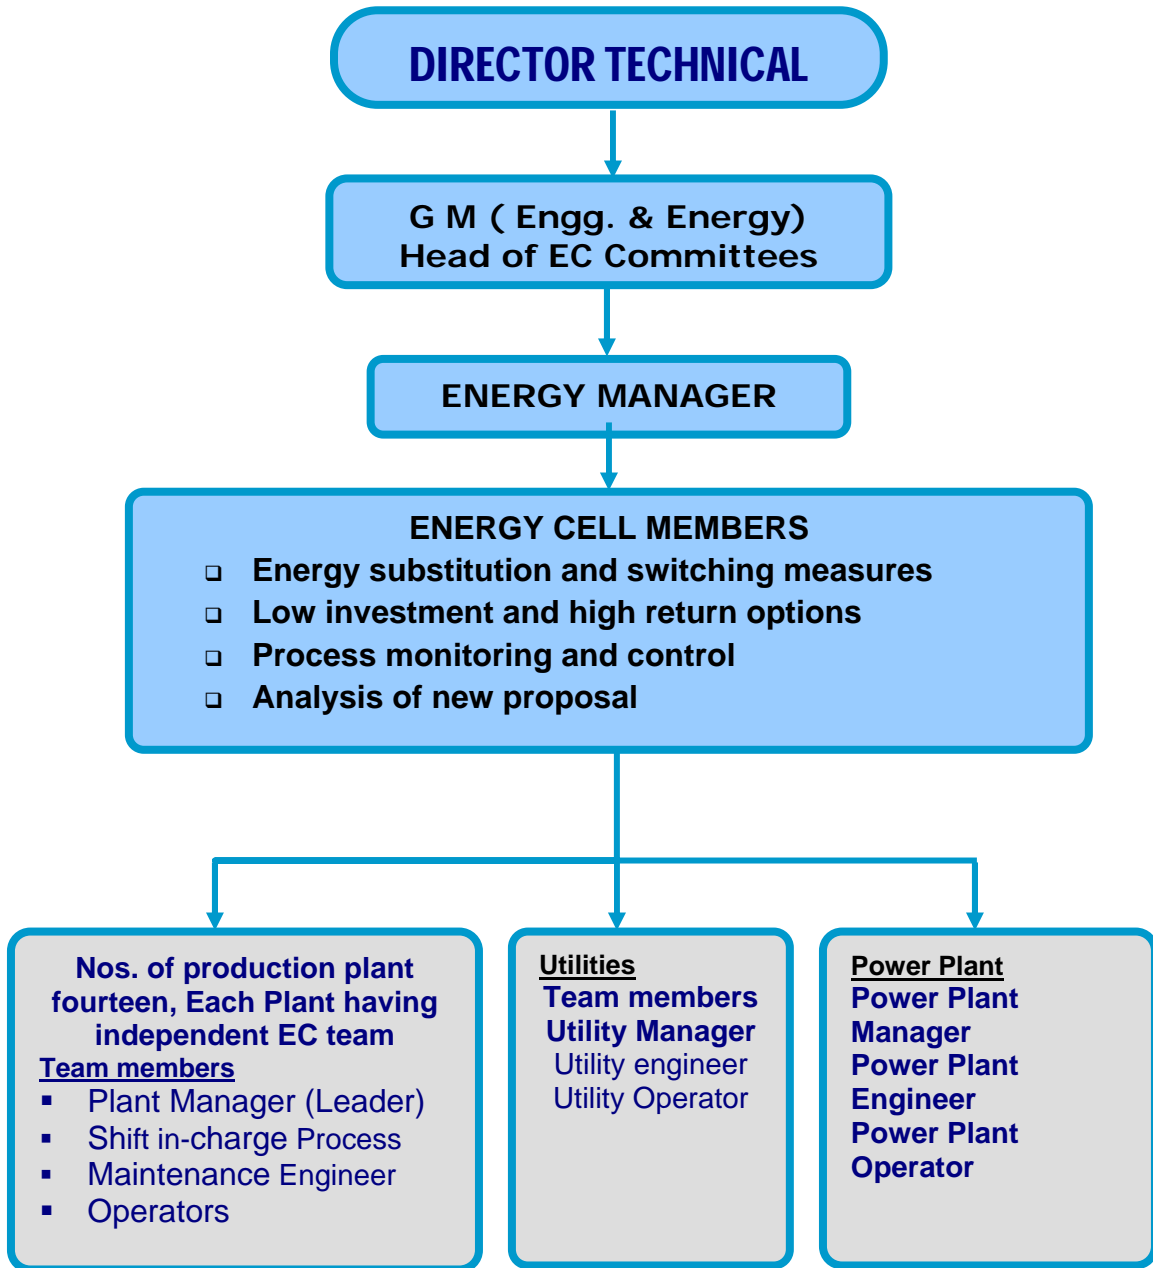 DIRECTOR TECHNICAL
G M ( Engg. & Energy)
Head of EC Committees
ENERGY MANAGER
ENERGY CELL MEMBERS
❑ Energy substitution and switching measures
❑ Low investment and high return options
❑ Process monitoring and control
❑ Analysis of new proposal
Nos. of production plant
fourteen, Each Plant having
independent EC team
Team members
▪ Plant Manager (Leader)
▪ Shift in-charge Process
▪ Maintenance Engineer
▪ Operators
Utilities
Team members
Utility Manager
Utility engineer
Utility Operator
Power Plant
Power Plant
Manager
Power Plant
Engineer
Power Plant
Operator